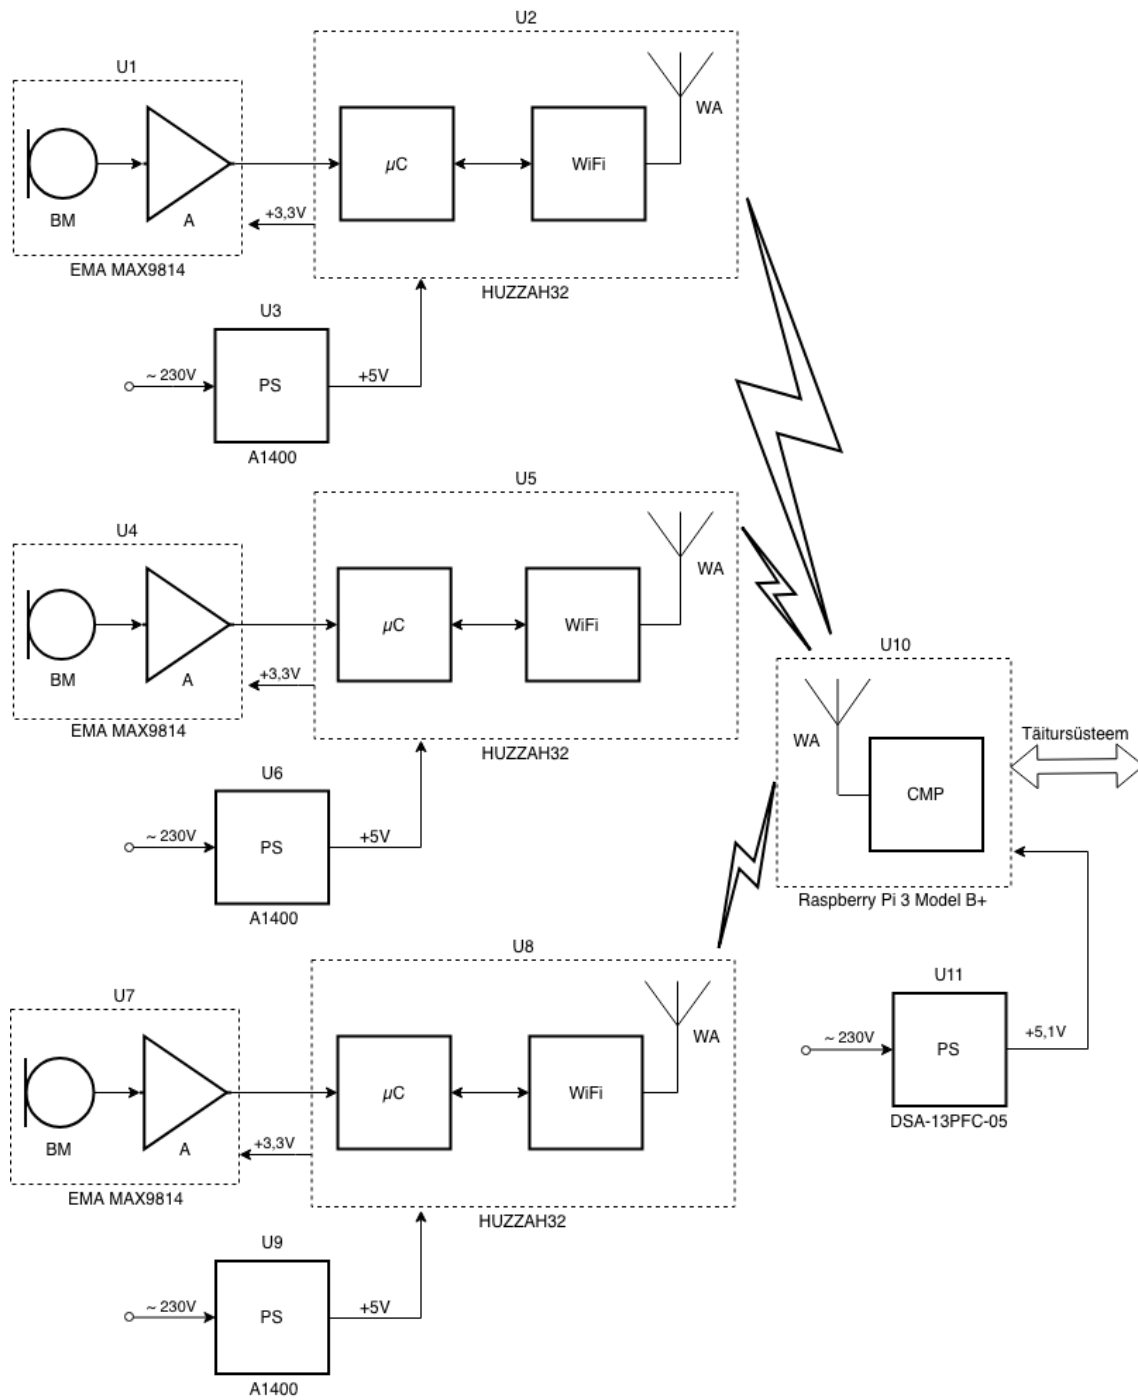 U2
U1
WA
µC
WiFi
BM
A
+3,3V
EMA MAX9814
HUZZAH32
U3
~ 230V
PS
+5V
A1400
U5
U4
WA
µC
WiFi
BM
A
+3,3V
EMA MAX9814
HUZZAH32
U6
~ 230V
PS
+5V
A1400
U10
WA
Täitursüsteem
CMP
Raspberry Pi 3 Model B+
U8
U7
WA
µC
WiFi
BM
A
+3,3V
EMA MAX9814
HUZZAH32
U11
~ 230V
PS
+5,1V
DSA-13PFC-05
U9
~ 230V
PS
+5V
A1400